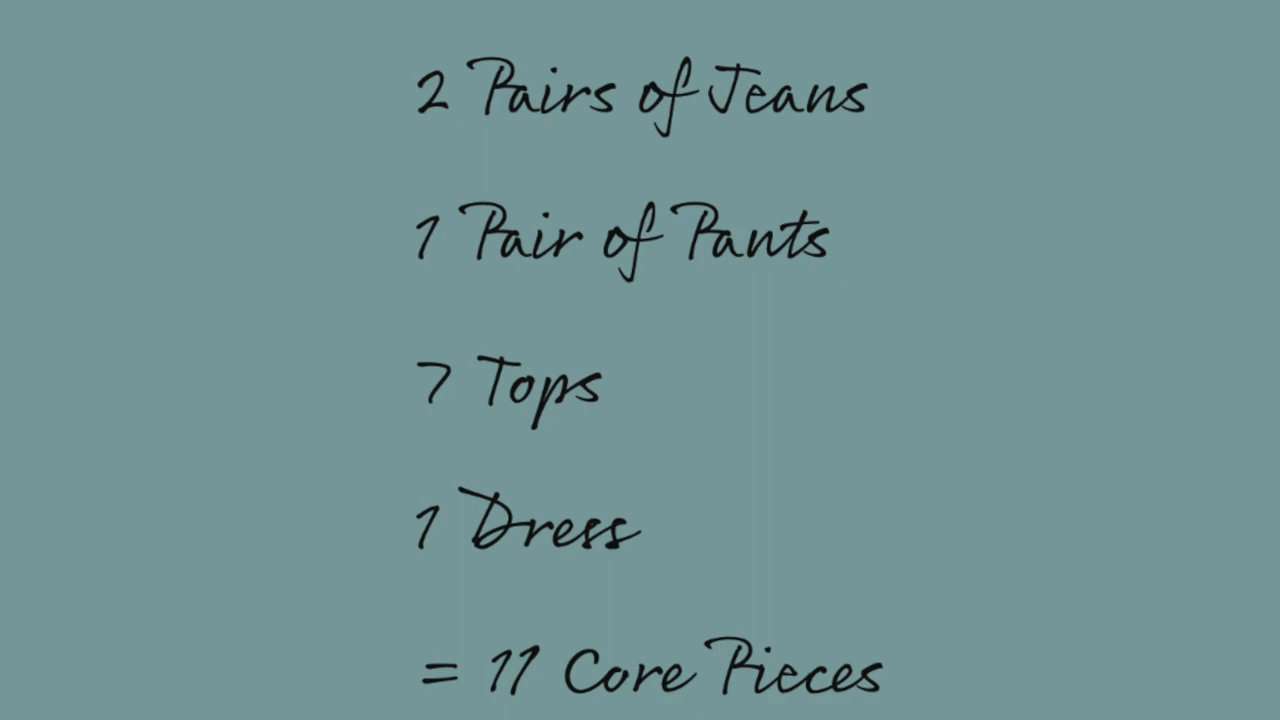 2 Pairs of Jeans
1 Pair of Pants
7 Tops
1 Dress
= 11 Core Pieces